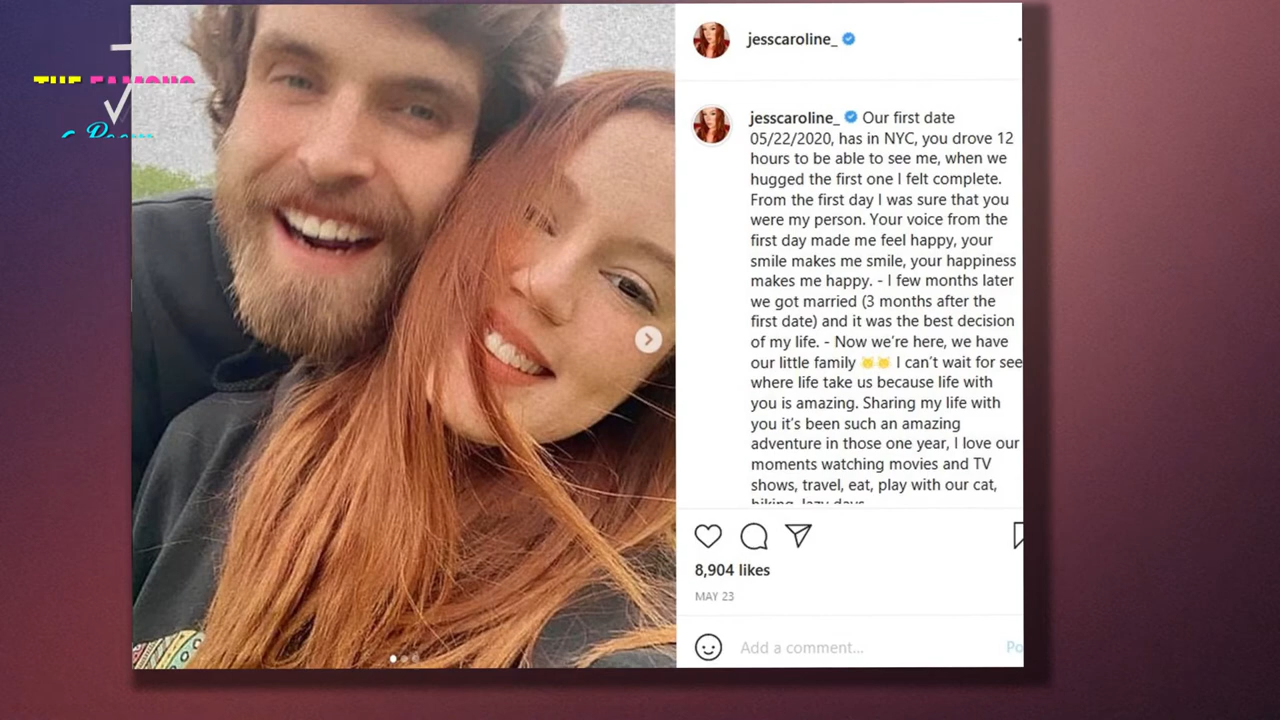 THE FAMOUS
jesscaroline_
jesscaroline_ Our first date
05/22/2020, has in NYC, you drove 12
hours to be able to see me, when we
hugged the first one I felt complete.
From the first day I was sure that you
were my person. Your voice from the
first day made me feel happy, your
smile makes me smile, your happiness
makes me happy. - I few months later
we got married (3 months after the
first date) and it was the best decision
of my life. - Now we're here, we have
our little family 😽😽 I can't wait for see
where life take us because life with
you is amazing. Sharing my life with
you it's been such an amazing
adventure in those one year, I love our
moments watching movies and TV
shows, travel, eat, play with our cat,
hiking, lazy days
8,904 likes
MAY 23
Add a comment...
Po